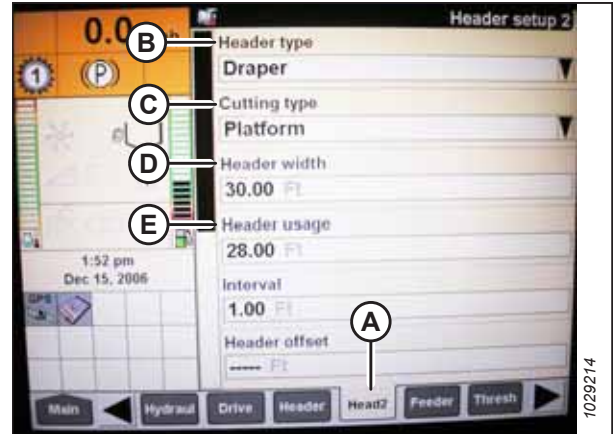 0.0
Header setup 2
B
Header type
Draper
1
(P)
C
Cutting type
Platform
D
Header width
30.00 Ft
E
Header usage
28.00 Ft
1:52 pm
Dec 15, 2006
Interval
1.00 Ft
GPS
A
Header offset
----- Ft
Main
Hydraul
Drive
Header
Head2
Feeder
Thresh
1029214